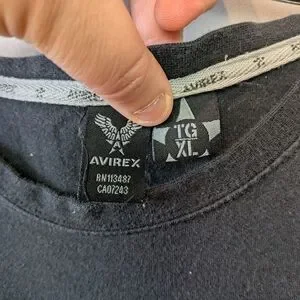 AVIREX
AVIREX
RN113487
CA07243
TG
XL